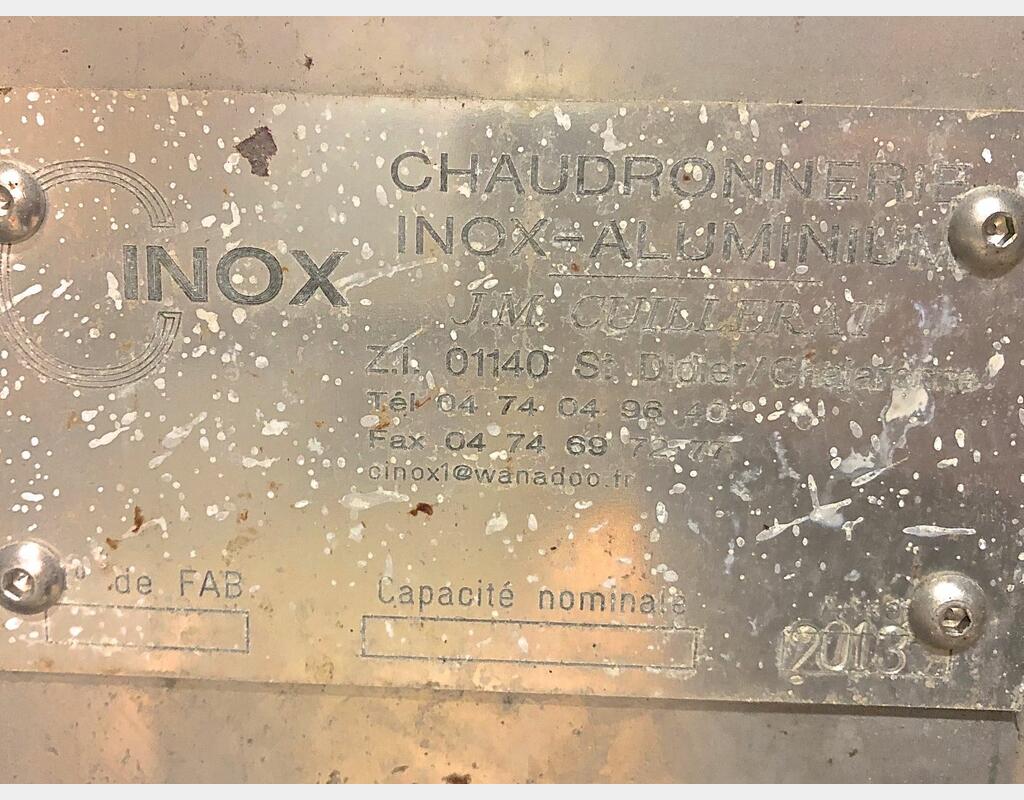 INOX
CHAUDRONNERIE
INOX-ALUMINIUM
J.M. CUILLERAT
Z.I. 01140 St Didier/Chalaronne
Tél 04 74 04 96 40
Fax 04 74 69 72 77
cinox1@wanadoo.fr
de FAB
Capacité nominale
2013